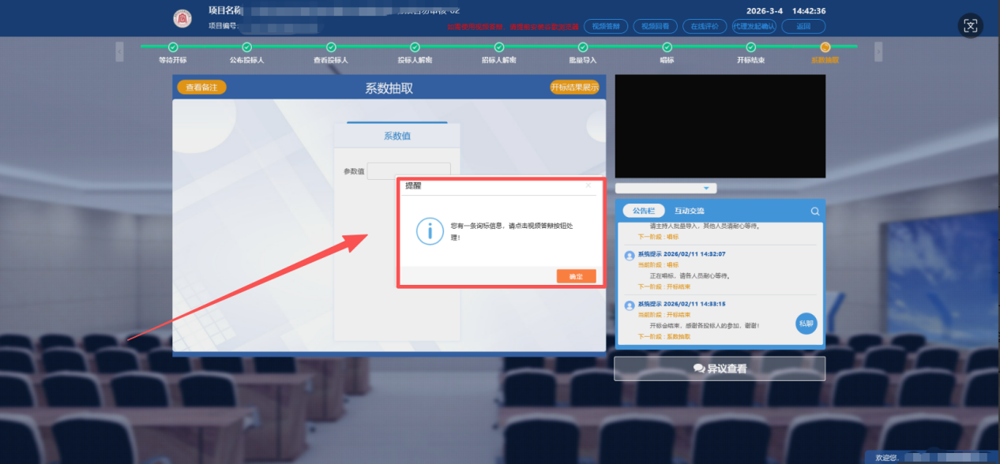 项目名称
2026-3-4 14:42:36
项目编号:
视频答辩
视频回看
在线评价
代理发起确认
返回
等待开标
公布投标人
查看投标人
投标人解密
招标人解密
批量导入
唱标
开标结束
系数抽取
查看备注
系数抽取
开标结果展示
系数值
参数值
提醒
您有一条询标信息，请点击视频答辩按钮处
理！
确定
公告栏
互动交流
请主持人批量导入，其他人员请耐心等待。
下一阶段：唱标
系统提示 2026/02/11 14:32:07
当前阶段：唱标
正在唱标，请各人员耐心等待。
下一阶段：开标结束
系统提示 2026/02/11 14:33:15
当前阶段：开标结束
开标会结束，感谢各投标人的参加，谢谢！
下一阶段：系数抽取
私聊
异议查看
欢迎您,